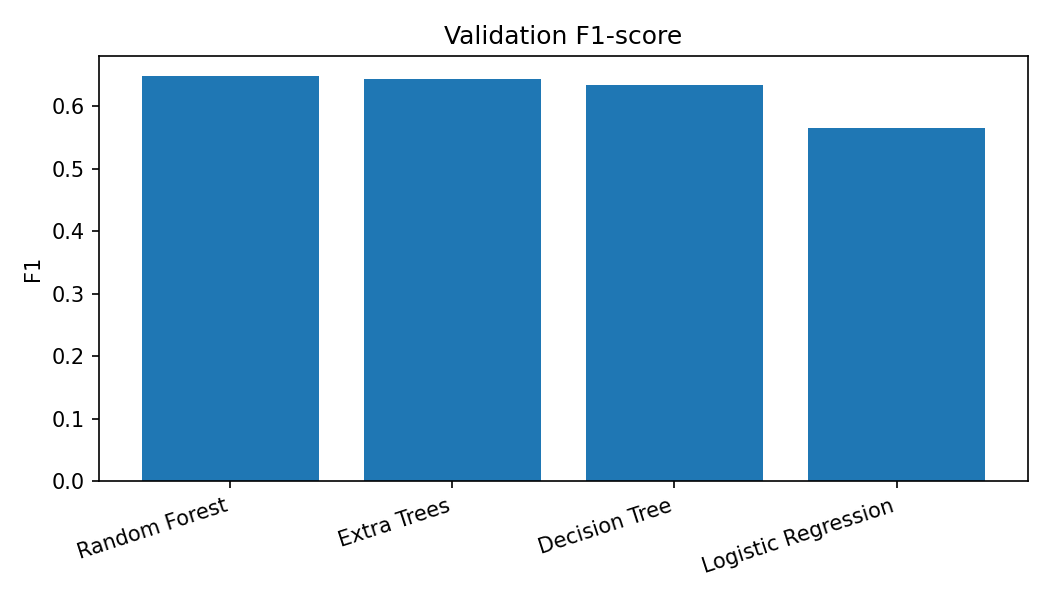 Validation F1-score
F1
0.6
0.5
0.4
0.3
0.2
0.1
0.0
Random Forest
Extra Trees
Decision Tree
Logistic Regression